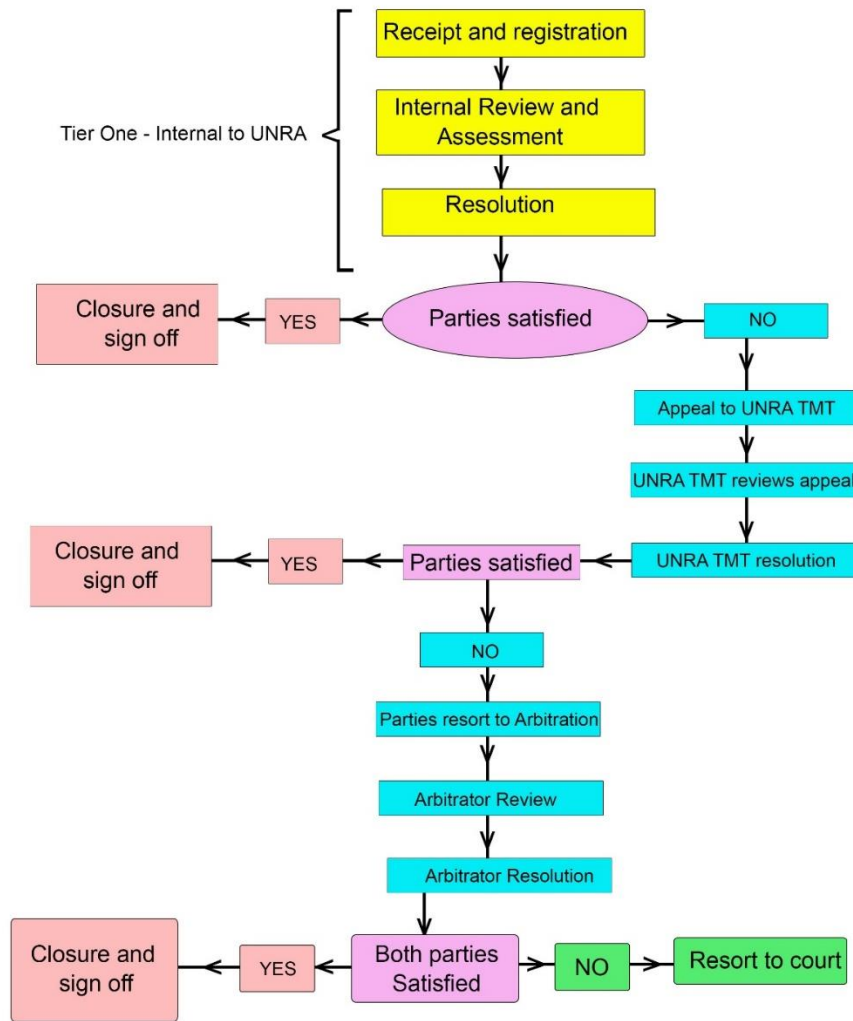 Receipt and registration
Internal Review and
Assessment
Tier One - Internal to UNRA
Resolution
Closure and
sign off
YES
Parties satisfied
NO
Appeal to UNRA TMT
UNRA TMT reviews appeal
Closure and
sign off
YES
Parties satisfied
UNRA TMT resolution
NO
Parties resort to Arbitration
Arbitrator Review
Arbitrator Resolution
Closure and
sign off
YES
Both parties
Satisfied
NO
Resort to court